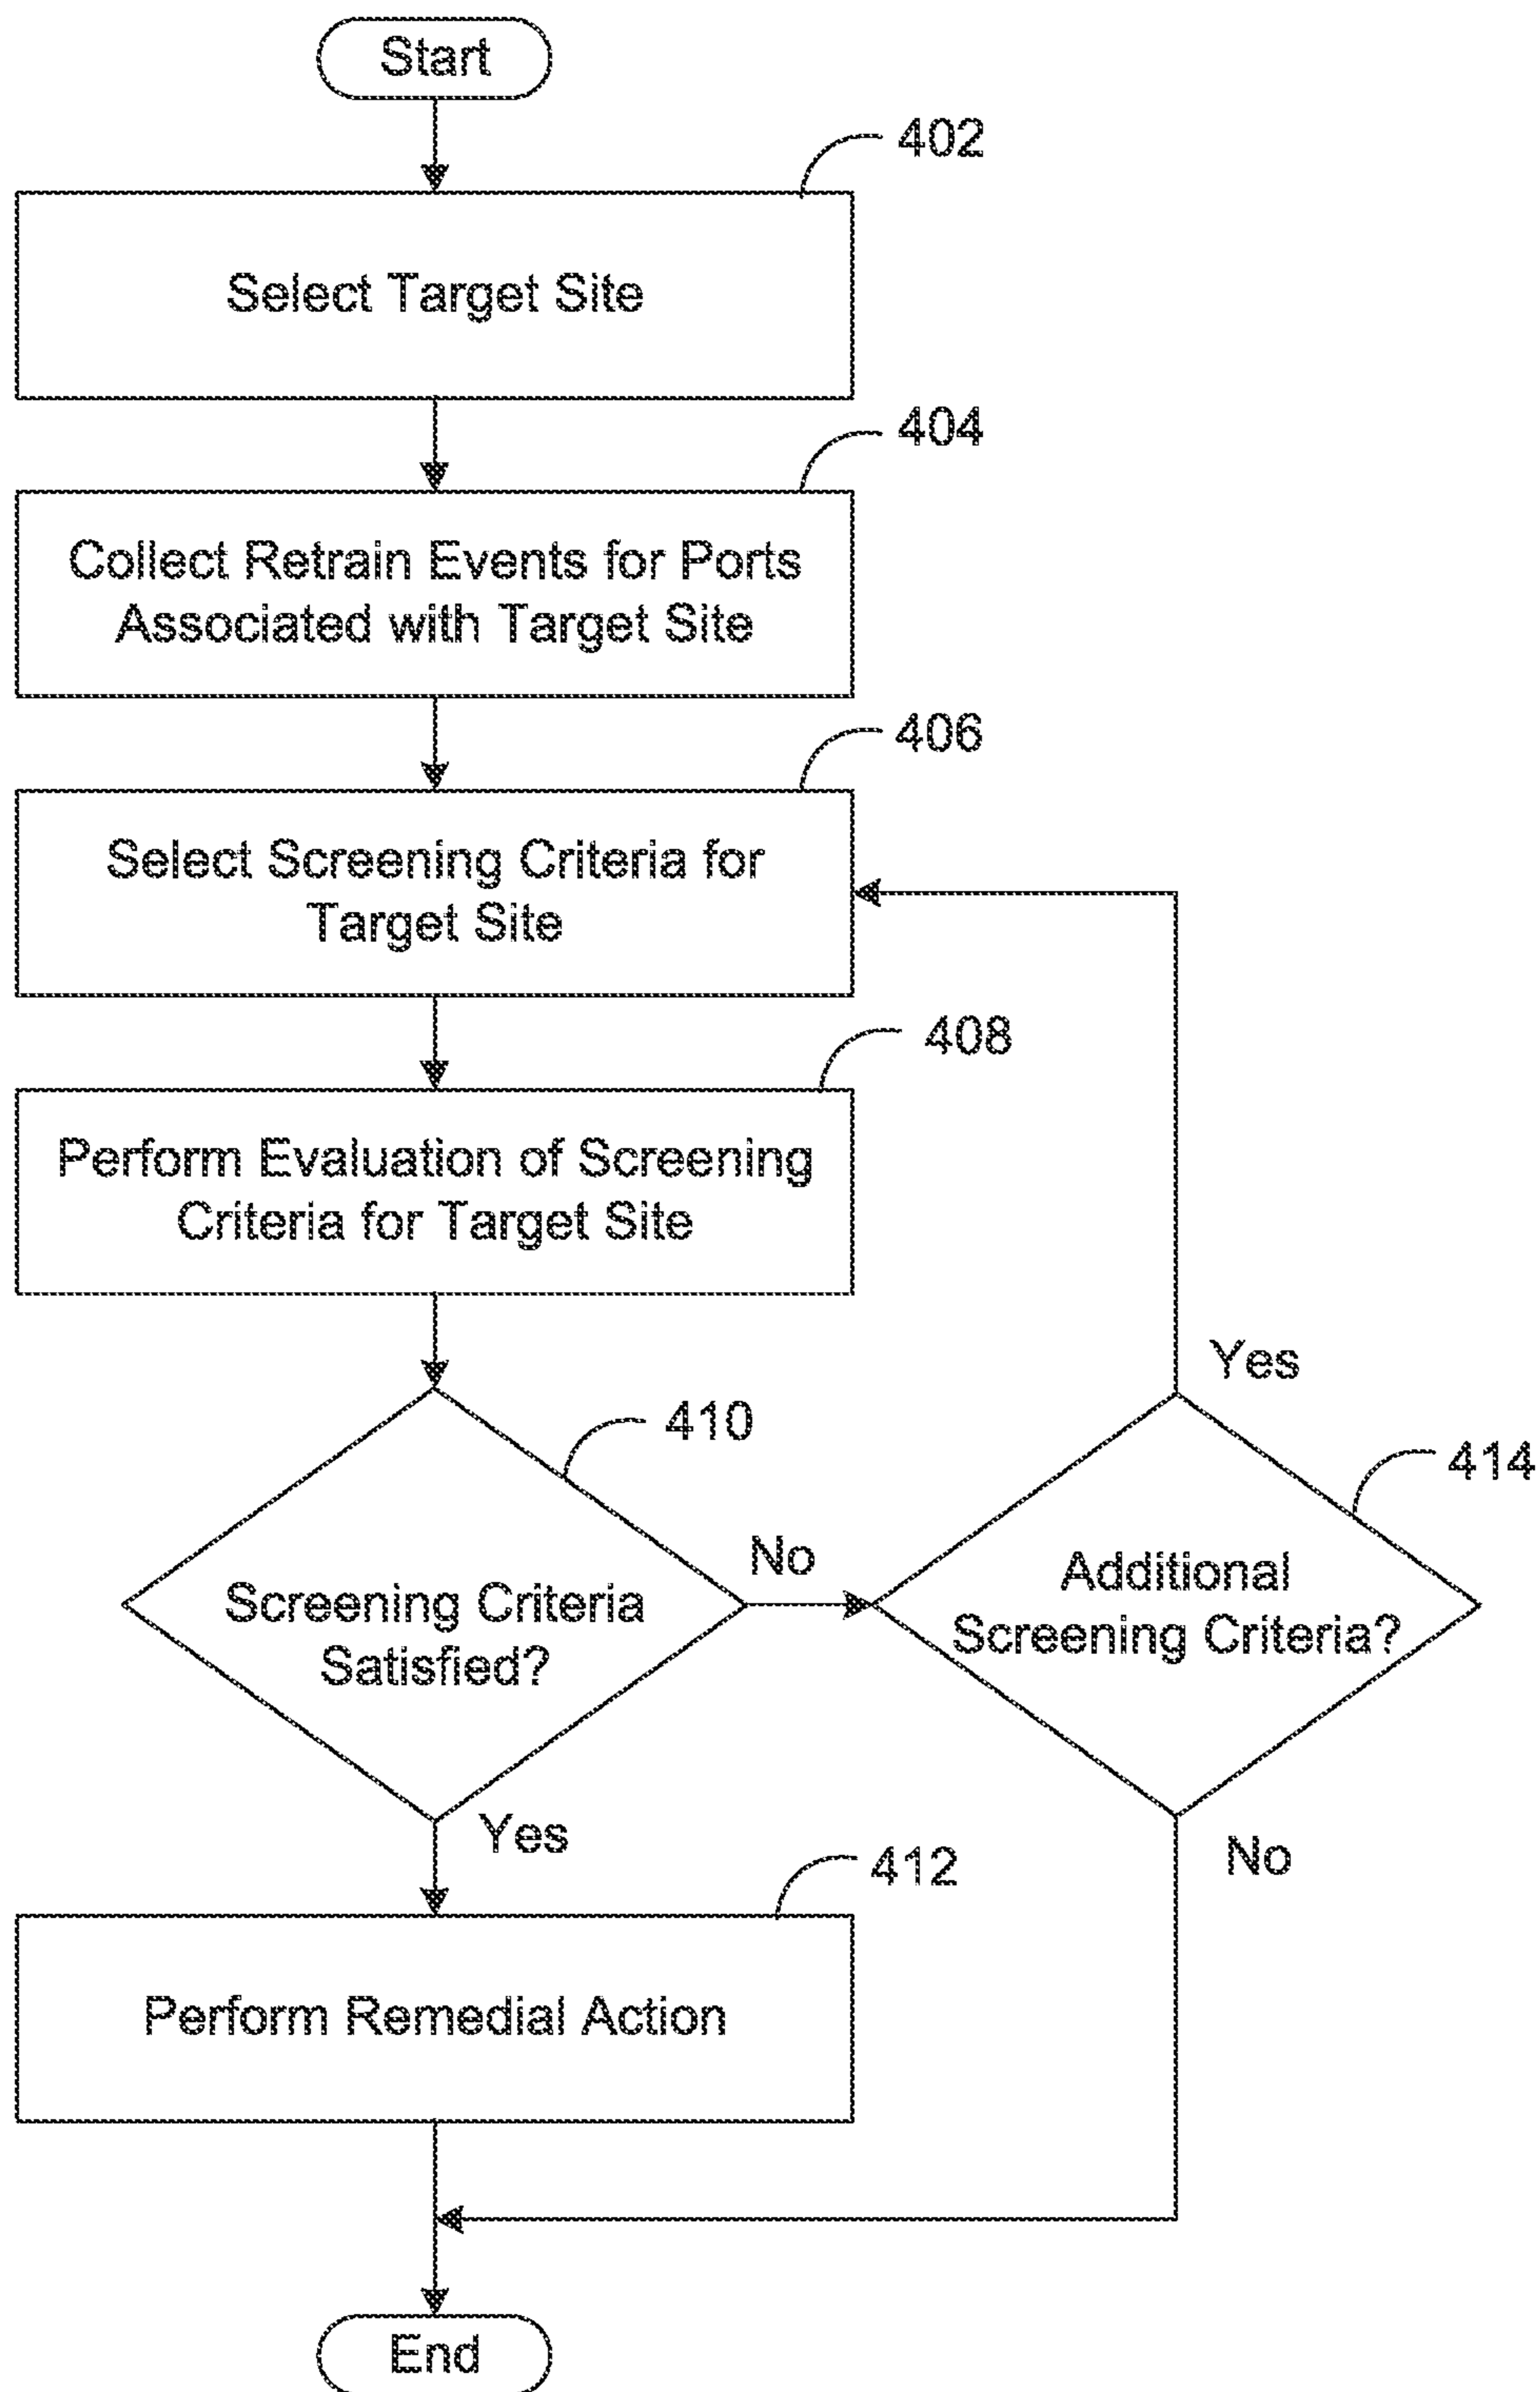 Start
402
Select Target Site
404
Collect Retrain Events for Ports
Associated with Target Site
406
Select Screening Criteria for
Target Site
408
Perform Evaluation of Screening
Criteria for Target Site
Yes
410
414
No
Additional
Screening Criteria?
Screening Criteria
Satisfied?
Yes
412
No
Perform Remedial Action
End